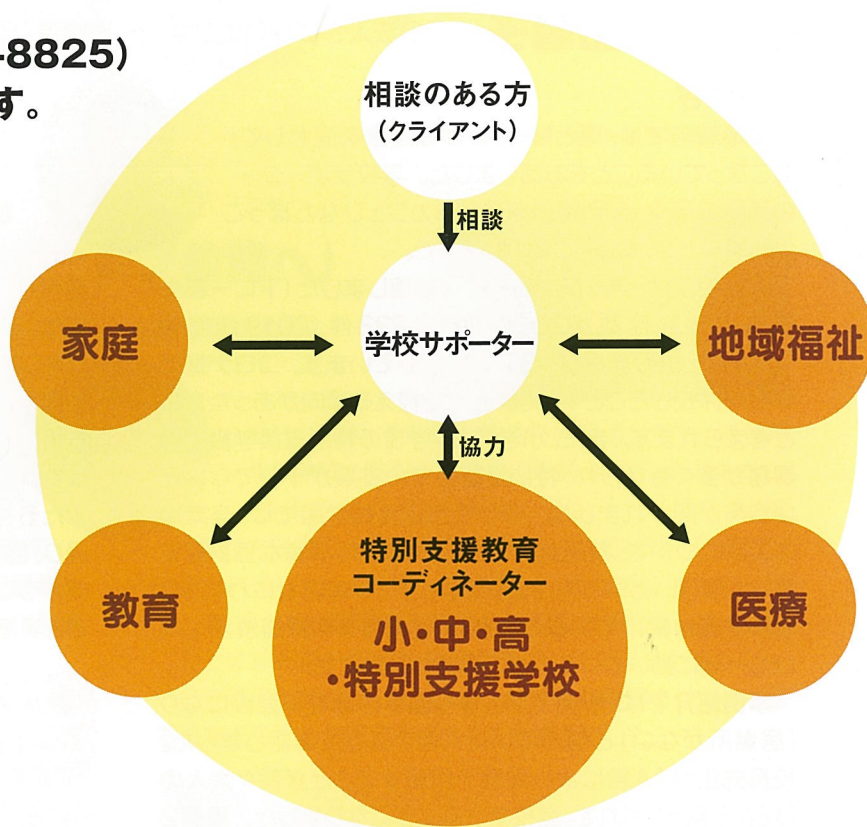 -8825)
す。
相談のある方
(クライアント)
相談
家庭
学校サポーター
地域福祉
協力
特別支援教育
コーディネーター
小・中・高
・特別支援学校
教育
医療